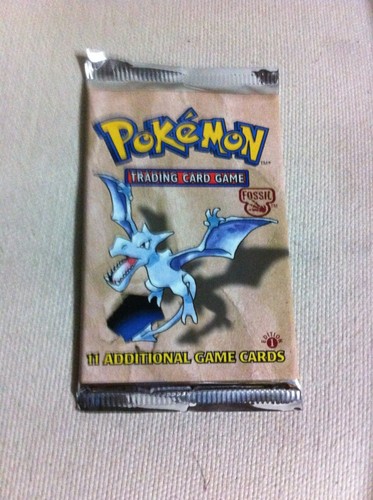 POKéMON
TRADING CARD GAME
FOSSIL
EDITION
1
11 ADDITIONAL GAME CARDS